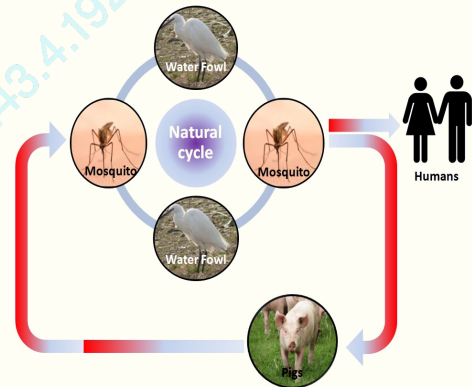 Water Fowl
Natural
cycle
Mosquito
Mosquito
Humans
Water Fowl
Pigs